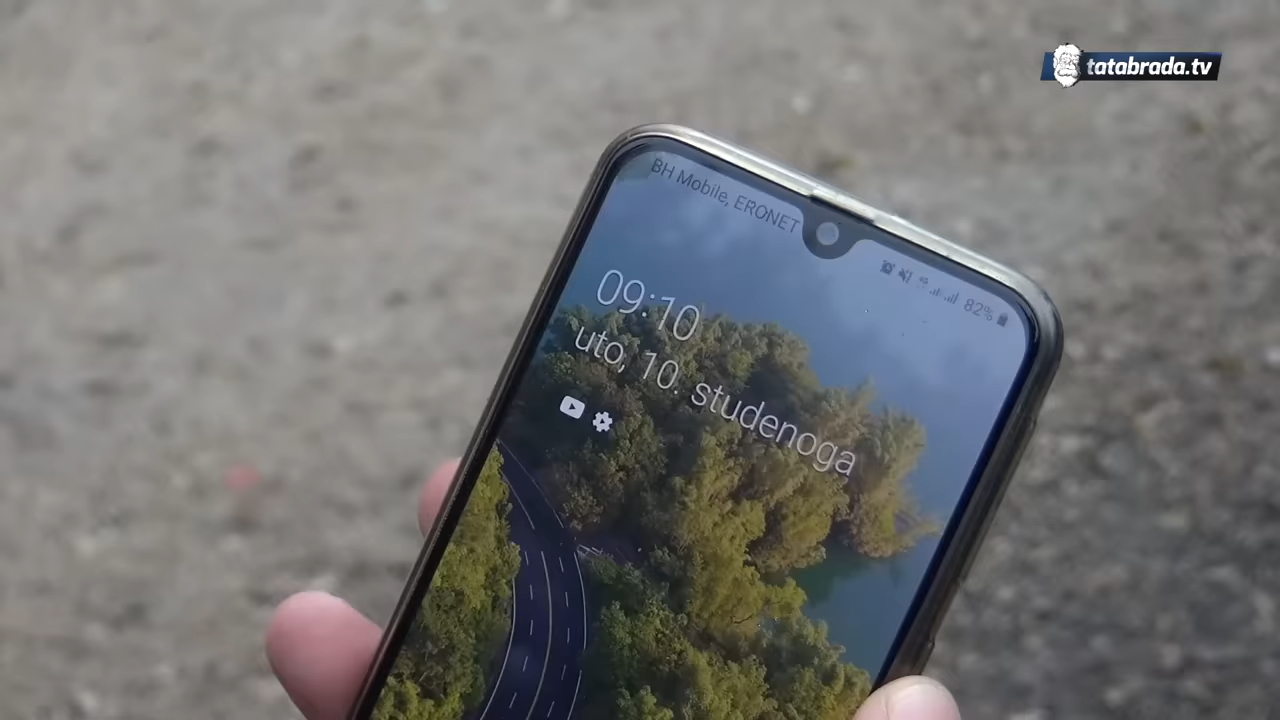 tatabrada.tv
BH Mobile, ERONET
82%
09:10
uto, 10. studenoga